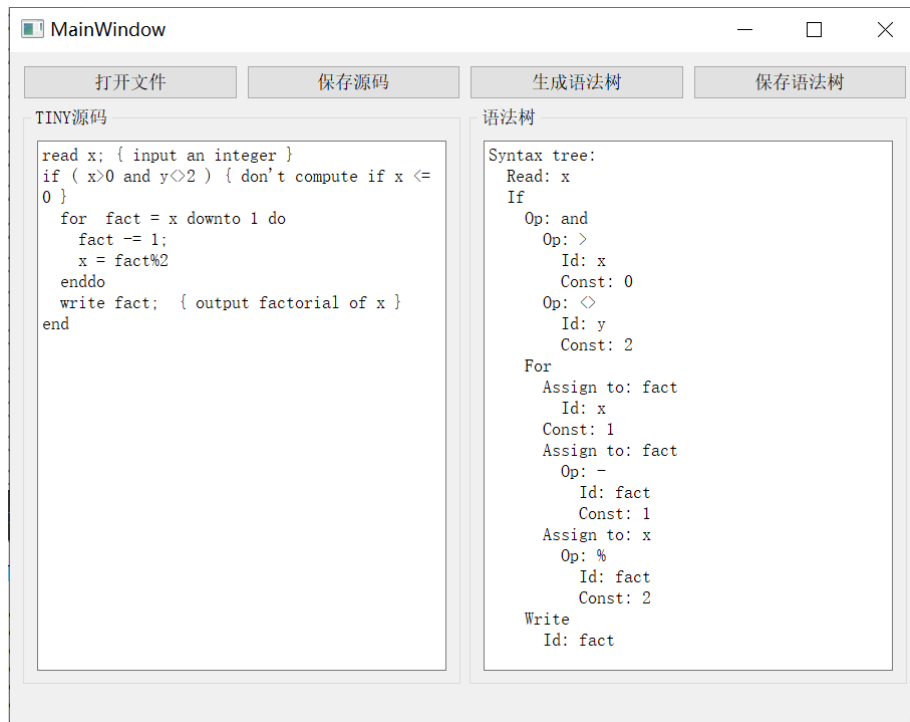 MainWindow
打开文件 保存源码 生成语法树 保存语法树
TINY源码
read x; { input an integer }
if ( x>0 and y<>2 ) { don't compute if x <=
0 }
for  fact = x downto 1 do
fact -= 1;
x = fact%2
enddo
write fact;  { output factorial of x }
end
语法树
Syntax tree:
Read: x
If
Op: and
Op: >
Id: x
Const: 0
Op: <>
Id: y
Const: 2
For
Assign to: fact
Id: x
Const: 1
Assign to: fact
Op: -
Id: fact
Const: 1
Assign to: x
Op: %
Id: fact
Const: 2
Write
Id: fact